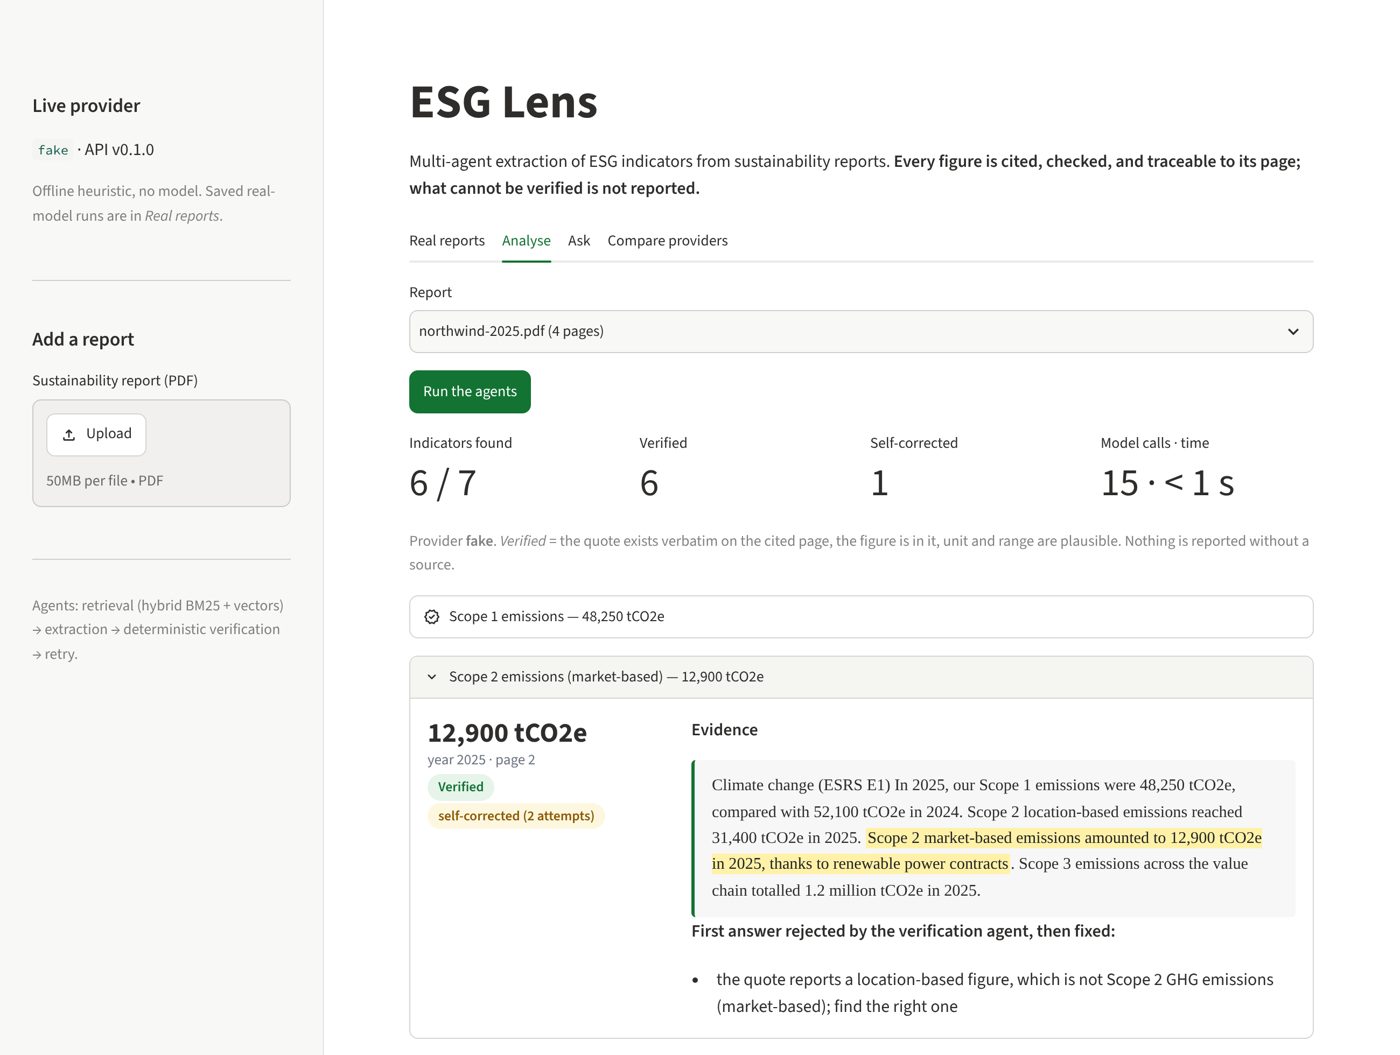 Live provider
fake · API v0.1.0
Offline heuristic, no model. Saved real-
model runs are in Real reports.
Add a report
Sustainability report (PDF)
Upload
50MB per file • PDF
Agents: retrieval (hybrid BM25 + vectors)
→ extraction → deterministic verification
→ retry.
ESG Lens
Multi-agent extraction of ESG indicators from sustainability reports. Every figure is cited, checked, and traceable to its page;
what cannot be verified is not reported.
Real reports Analyse Ask Compare providers
Report
northwind-2025.pdf (4 pages)
Run the agents
Indicators found Verified Self-corrected Model calls · time
6 / 7 6 1 15 · < 1 s
Provider fake. Verified = the quote exists verbatim on the cited page, the figure is in it, unit and range are plausible. Nothing is reported without a
source.
Scope 1 emissions — 48,250 tCO2e
Scope 2 emissions (market-based) — 12,900 tCO2e
12,900 tCO2e
year 2025 · page 2
Verified
self-corrected (2 attempts)
Evidence
Climate change (ESRS E1) In 2025, our Scope 1 emissions were 48,250 tCO2e,
compared with 52,100 tCO2e in 2024. Scope 2 location-based emissions reached
31,400 tCO2e in 2025. Scope 2 market-based emissions amounted to 12,900 tCO2e
in 2025, thanks to renewable power contracts. Scope 3 emissions across the value
chain totalled 1.2 million tCO2e in 2025.
First answer rejected by the verification agent, then fixed:
• the quote reports a location-based figure, which is not Scope 2 GHG emissions
(market-based); find the right one